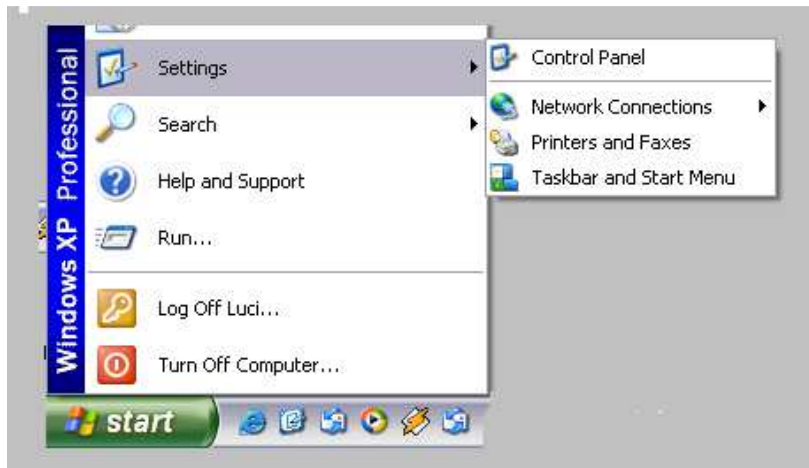 Windows XP Professional
Settings
Search
Help and Support
Run...
Log Off Luci...
Turn Off Computer...
Control Panel
Network Connections
Printers and Faxes
Taskbar and Start Menu
start